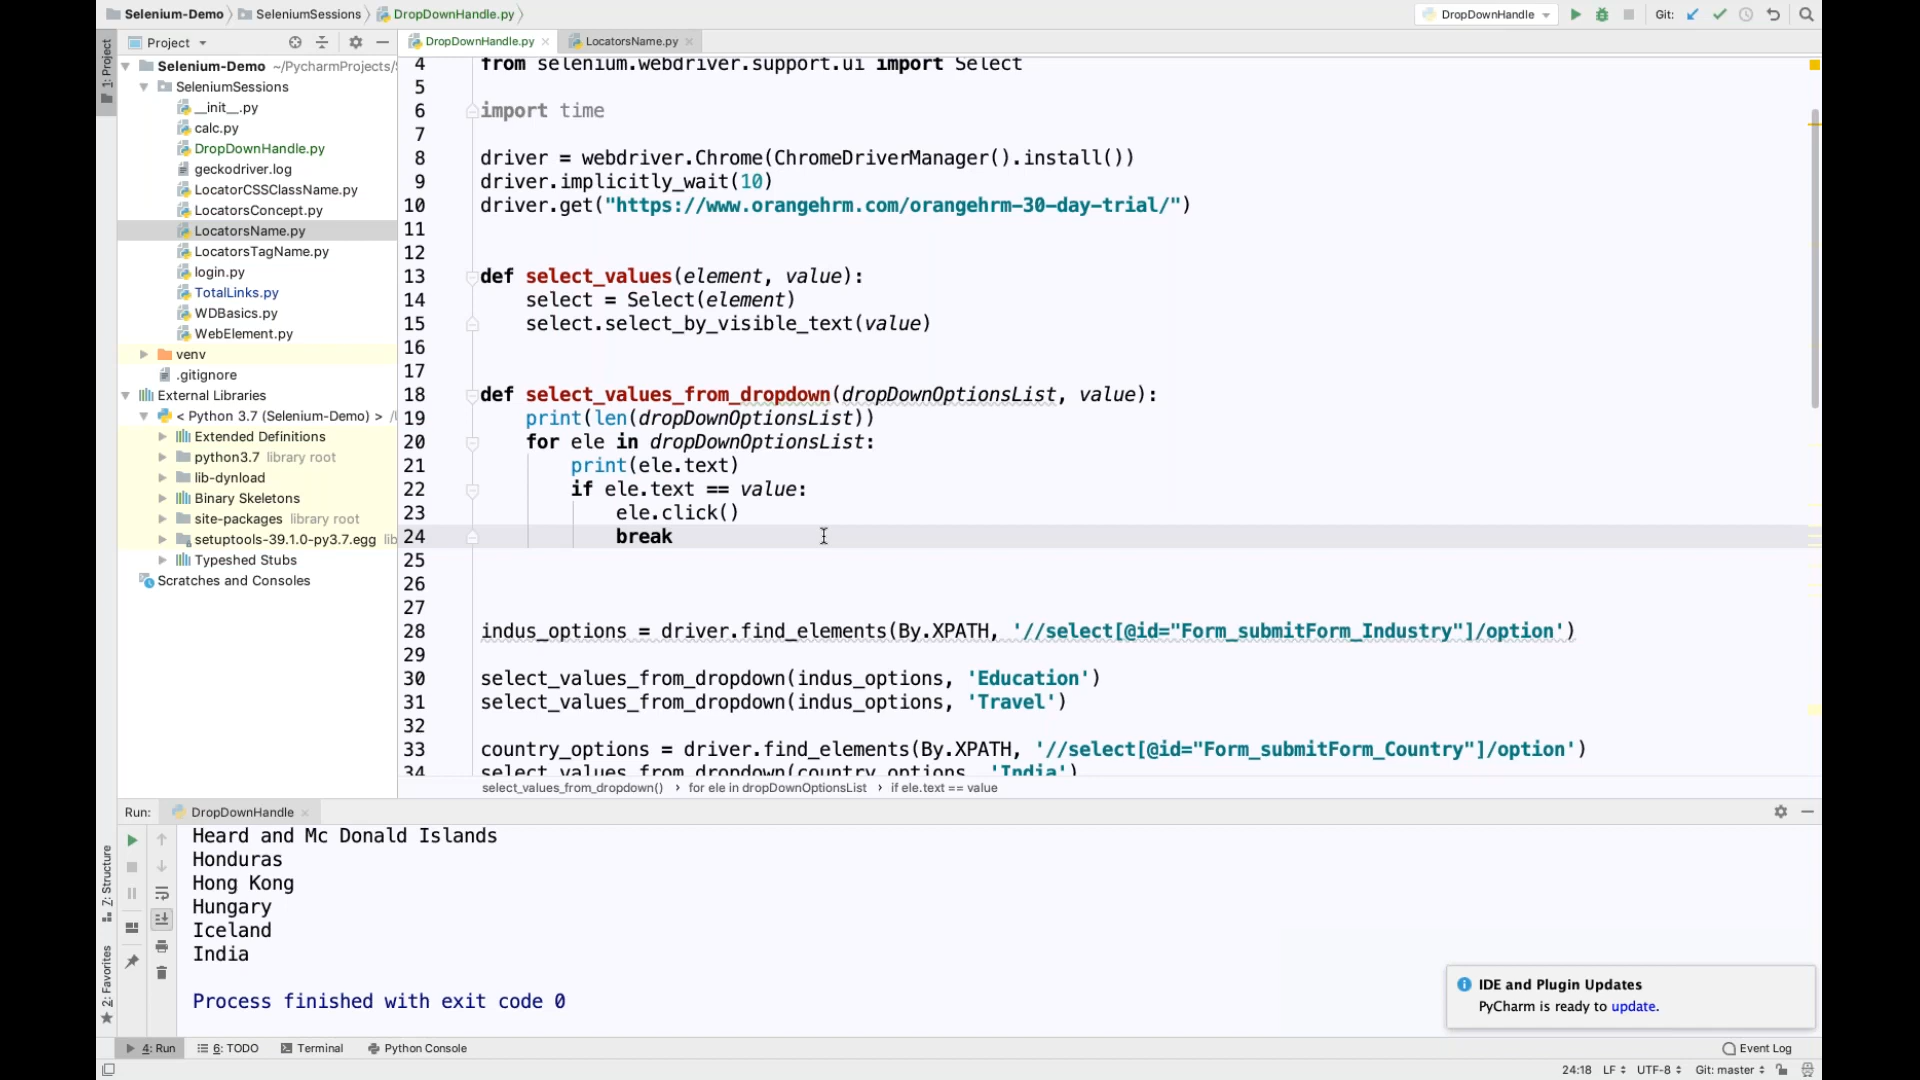 Selenium-Demo
SeleniumSessions
DropDownHandle.py
DropDownHandle
Git:
1: Project
Project
DropDownHandle.py
LocatorsName.py
Selenium-Demo ~/PycharmProjects/
SeleniumSessions
__init__.py
calc.py
DropDownHandle.py
geckodriver.log
LocatorCSSClassName.py
LocatorsConcept.py
LocatorsName.py
LocatorsTagName.py
login.py
TotalLinks.py
WDBasics.py
WebElement.py
venv
.gitignore
External Libraries
< Python 3.7 (Selenium-Demo) >
Extended Definitions
python3.7 library root
lib-dynload
Binary Skeletons
site-packages library root
setuptools-39.1.0-py3.7.egg lib
Typeshed Stubs
Scratches and Consoles
4 from selenium.webdriver.support.ui import Select
5
6 import time
7
8 driver = webdriver.Chrome(ChromeDriverManager().install())
9 driver.implicitly_wait(10)
10 driver.get("https://www.orangehrm.com/orangehrm-30-day-trial/")
11
12
13 def select_values(element, value):
14 select = Select(element)
15 select.select_by_visible_text(value)
16
17
18 def select_values_from_dropdown(dropDownOptionsList, value):
19 print(len(dropDownOptionsList))
20 for ele in dropDownOptionsList:
21 print(ele.text)
22 if ele.text == value:
23 ele.click()
24 break
25
26
27
28 indus_options = driver.find_elements(By.XPATH, '//select[@id="Form_submitForm_Industry"]/option')
29
30 select_values_from_dropdown(indus_options, 'Education')
31 select_values_from_dropdown(indus_options, 'Travel')
32
33 country_options = driver.find_elements(By.XPATH, '//select[@id="Form_submitForm_Country"]/option')
34 select_values_from_dropdown(country_options, 'India')
select_values_from_dropdown() › for ele in dropDownOptionsList › if ele.text == value
Run: DropDownHandle
Heard and Mc Donald Islands
Honduras
Hong Kong
Hungary
Iceland
India
Process finished with exit code 0
Z: Structure
2: Favorites
IDE and Plugin Updates
PyCharm is ready to update.
4: Run
6: TODO
Terminal
Python Console
Event Log
24:18 LF UTF-8 Git: master